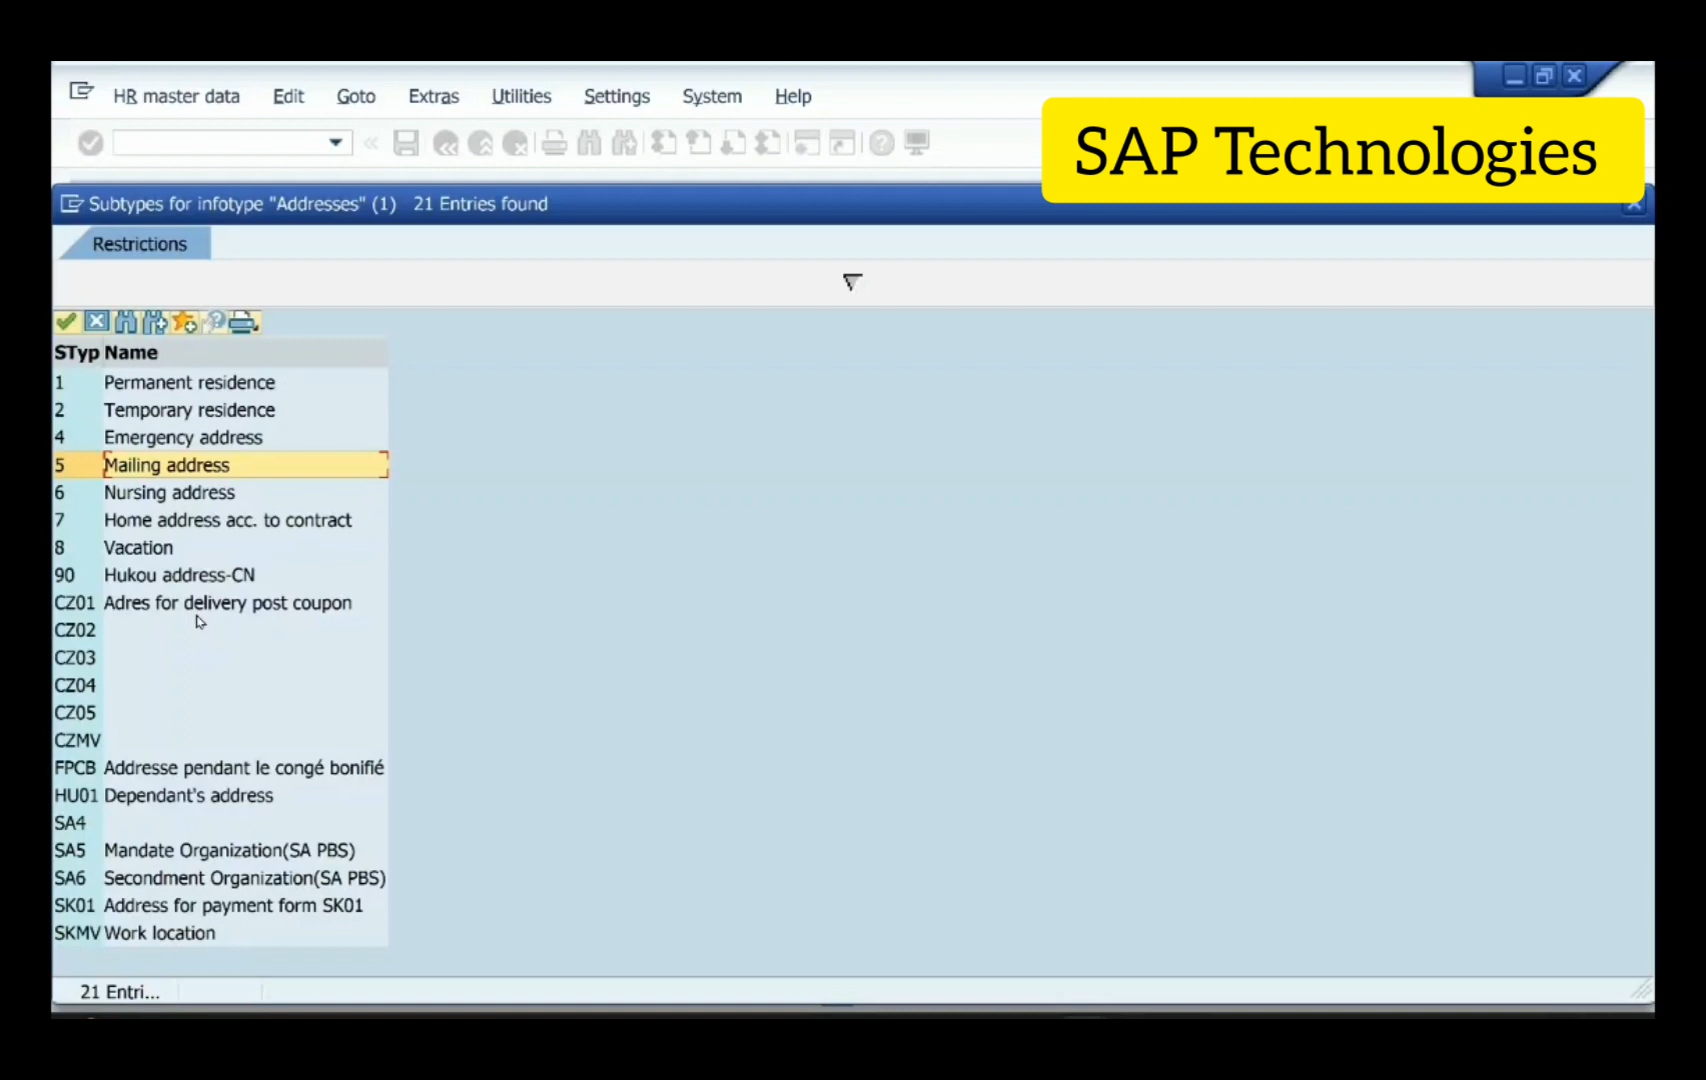 HR master data Edit Goto Extras Utilities Settings System Help
SAP Technologies
Subtypes for infotype "Addresses" (1) 21 Entries found
Restrictions
STyp Name
1 Permanent residence
2 Temporary residence
4 Emergency address
5 Mailing address
6 Nursing address
7 Home address acc. to contract
8 Vacation
90 Hukou address-CN
CZ01 Adres for delivery post coupon
CZ02
CZ03
CZ04
CZ05
CZMV
FPCB Addresse pendant le congé bonifié
HU01 Dependant's address
SA4
SA5 Mandate Organization(SA PBS)
SA6 Secondment Organization(SA PBS)
SK01 Address for payment form SK01
SKMV Work location
21 Entri...